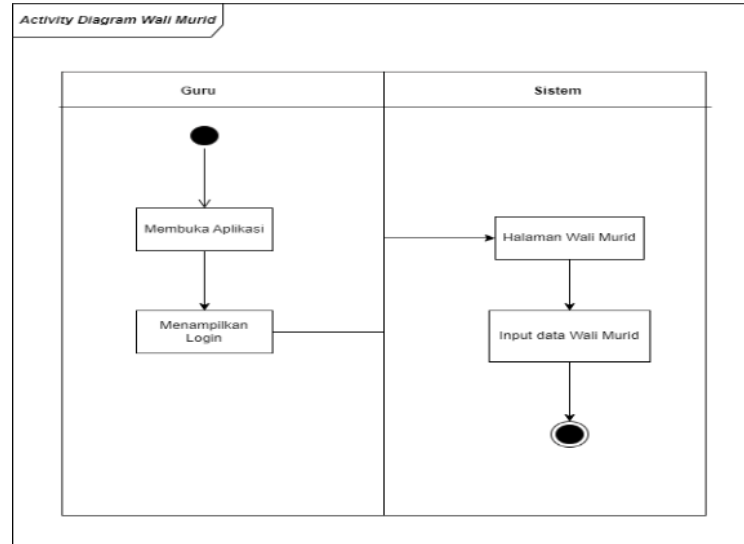 Activity Diagram Wali Murid
Guru
Sistem
Membuka Aplikasi
Halaman Wali Murid
Menampilkan
Login
Input data Wali Murid